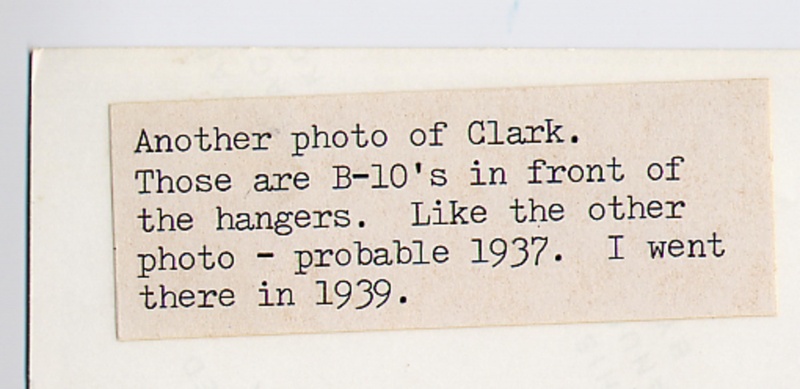 Another photo of Clark.
Those are B-10's in front of
the hangers.  Like the other
photo - probable 1937.  I went
there in 1939.